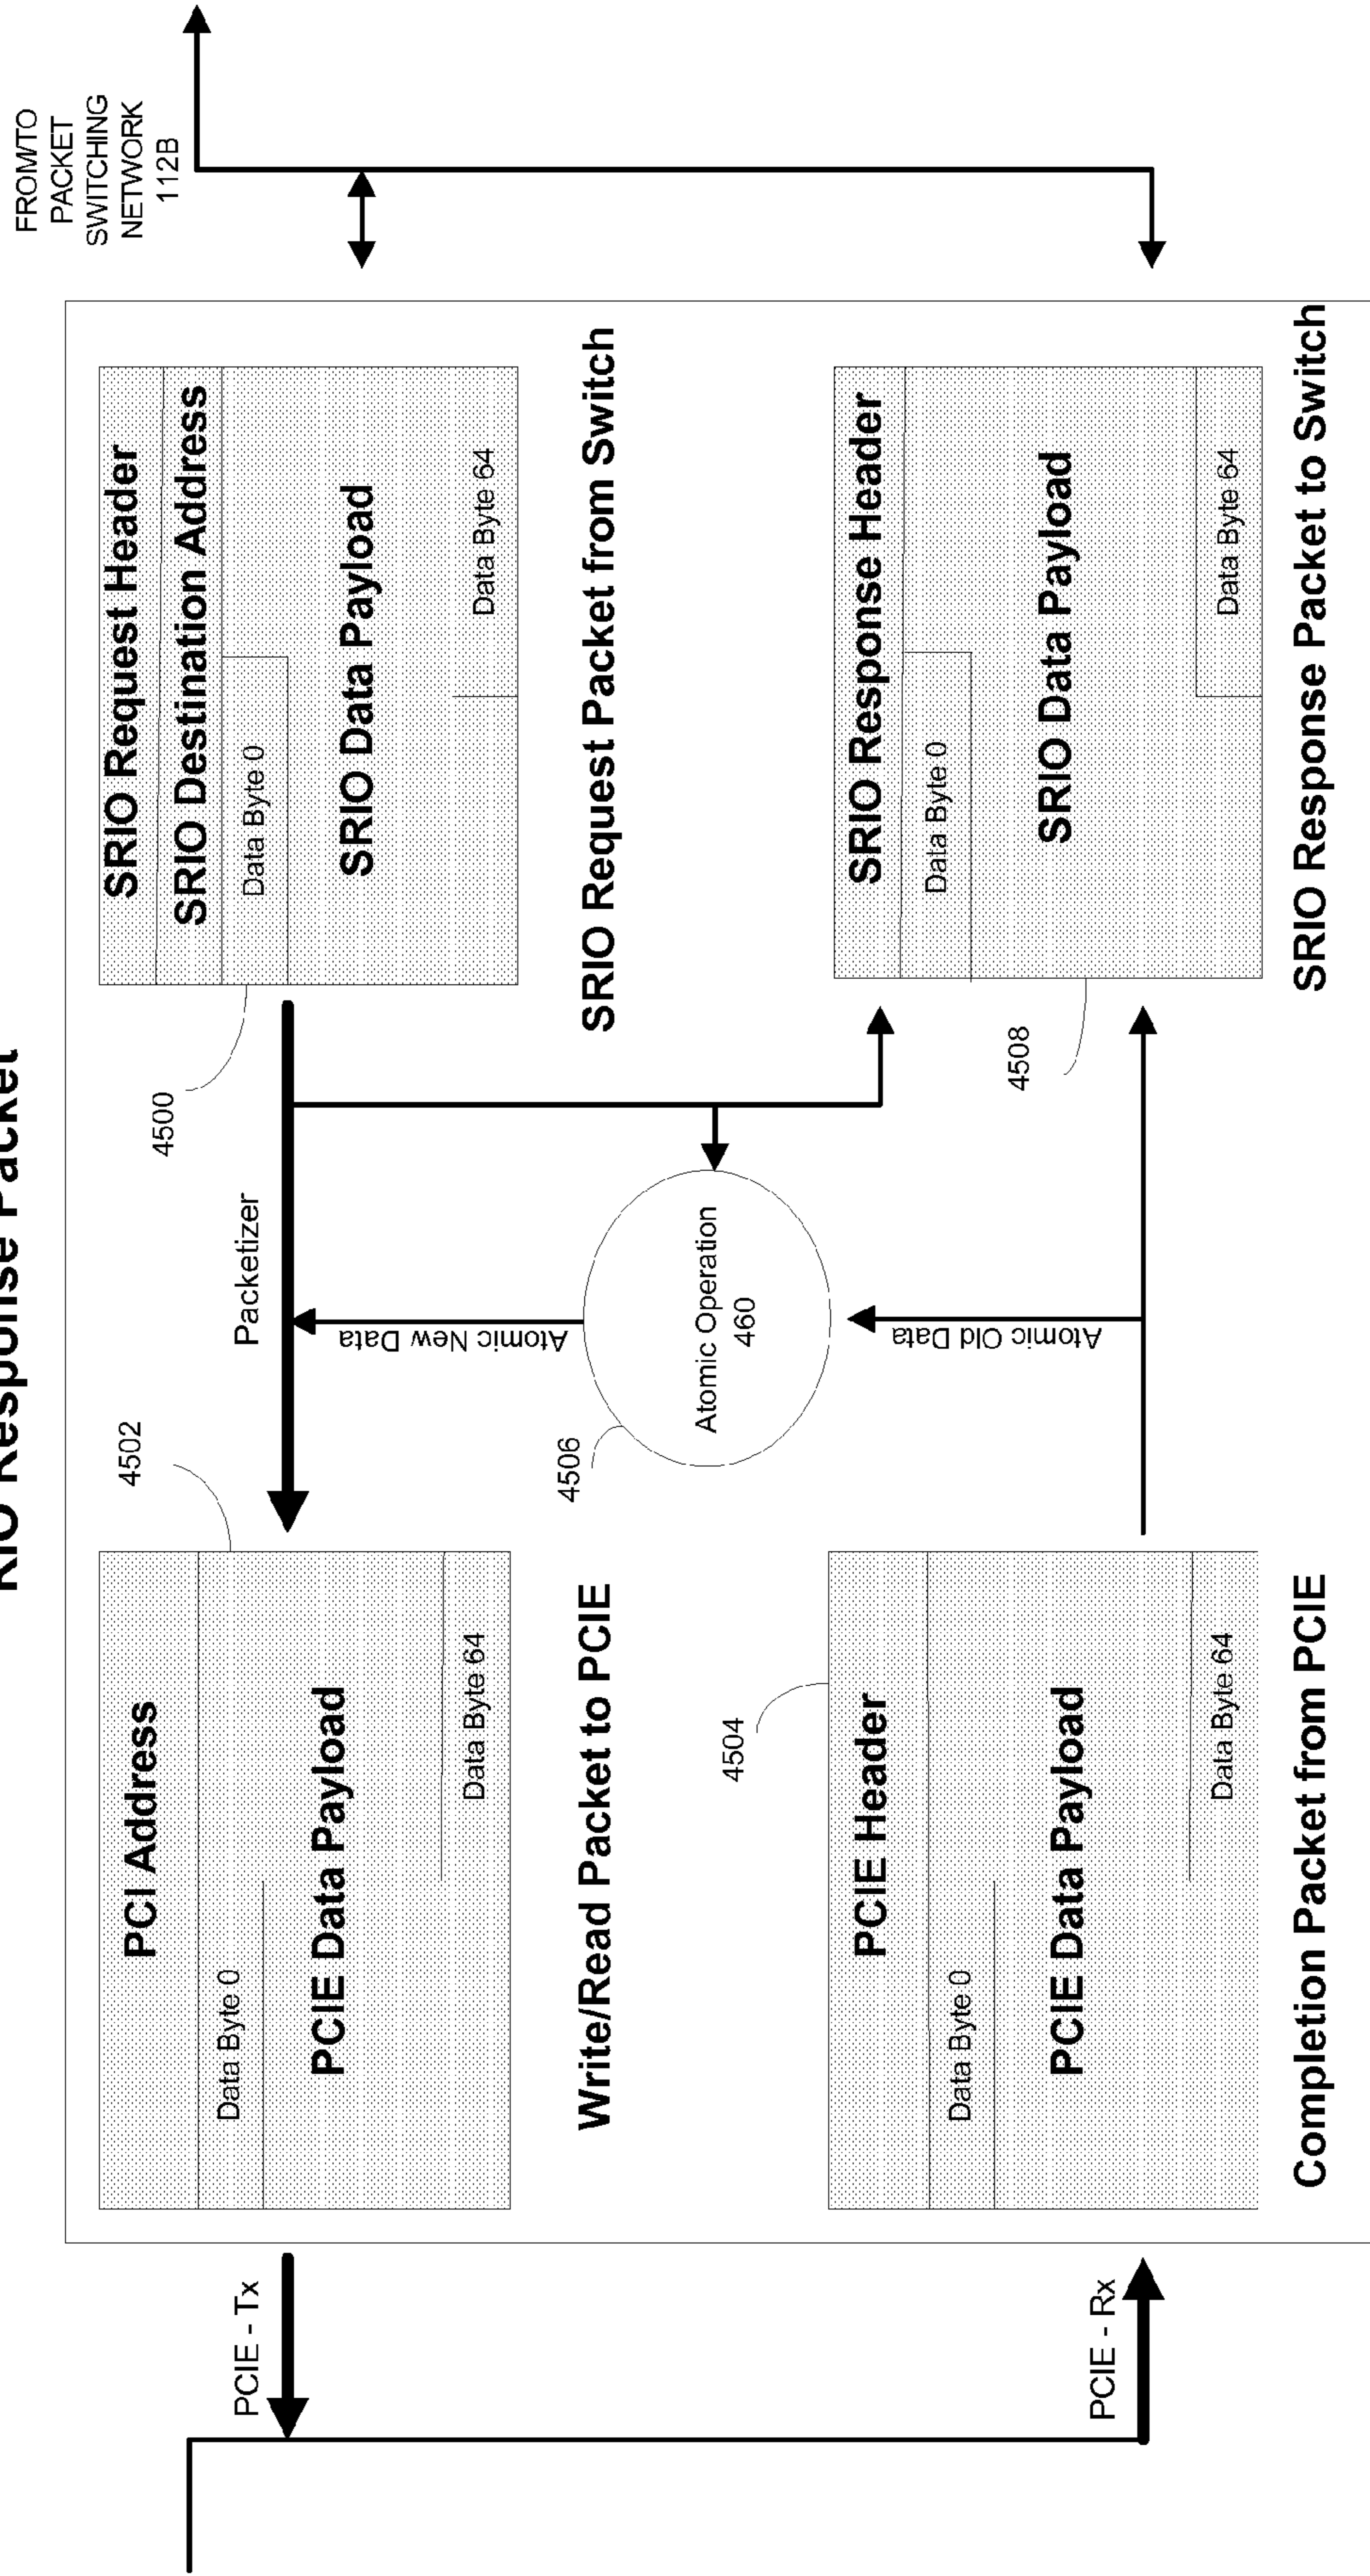 RIO Response Packet
FROM/TO
PACKET
SWITCHING
NETWORK
112B
PCIE - Tx
PCI Address
Data Byte 0
PCIE Data Payload
Data Byte 64
Write/Read Packet to PCIE
4502
Packetizer
4500
SRIO Request Header
SRIO Destination Address
Data Byte 0
SRIO Data Payload
Data Byte 64
SRIO Request Packet from Switch
Atomic New Data
4506
Atomic Operation
460
Atomic Old Data
PCIE - Rx
4504
PCIE Header
Data Byte 0
PCIE Data Payload
Data Byte 64
Completion Packet from PCIE
4508
SRIO Response Header
Data Byte 0
SRIO Data Payload
Data Byte 64
SRIO Response Packet to Switch